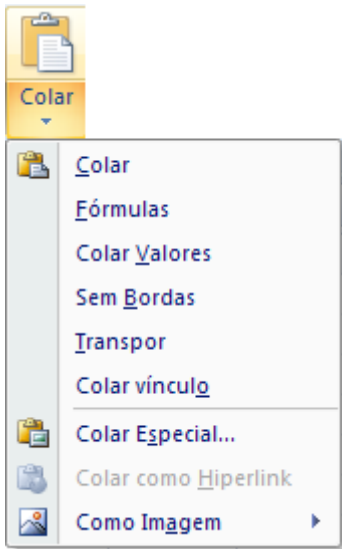 Colar
Colar
Fórmulas
Colar Valores
Sem Bordas
Transpor
Colar vínculo
Colar Especial...
Colar como Hiperlink
Como Imagem